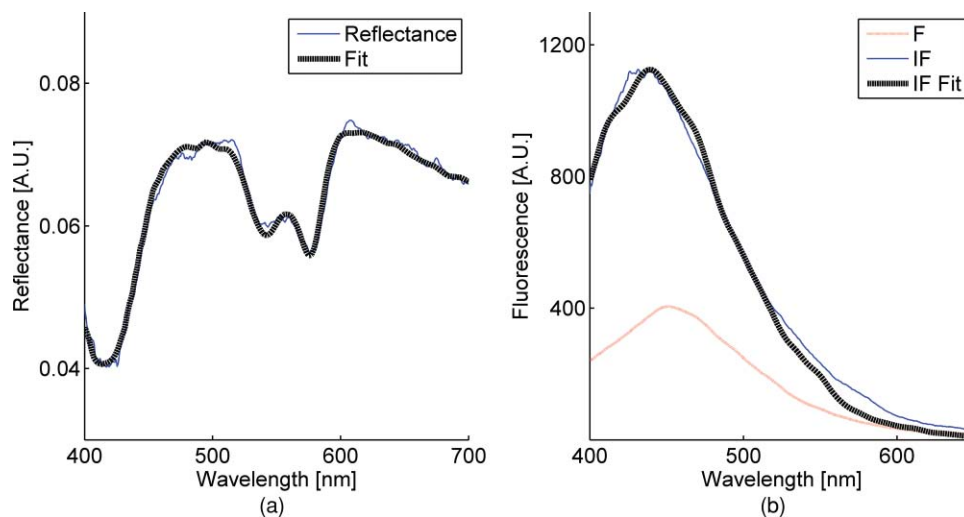 Reflectance
Fit
0.08
0.06
0.04
Reflectance [A.U.]
400
500
600
700
Wavelength [nm]
(a)
F
IF
IF Fit
1200
800
400
Fluorescence [A.U.]
400
500
600
Wavelength [nm]
(b)